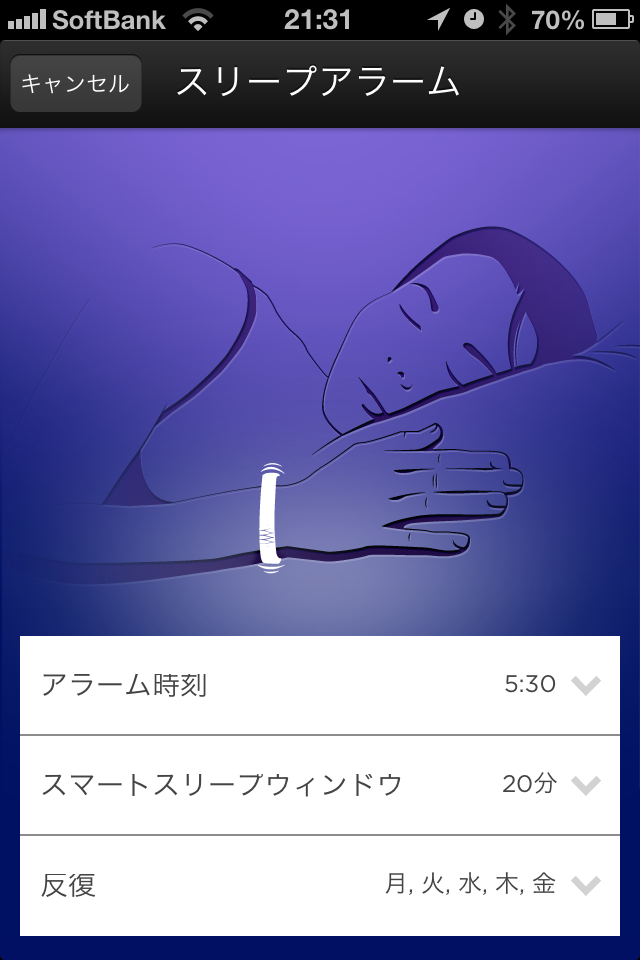 SoftBank 21:31 70%
キャンセル スリープアラーム
アラーム時刻 5:30
スマートスリープウィンドウ 20分
反復 月, 火, 水, 木, 金